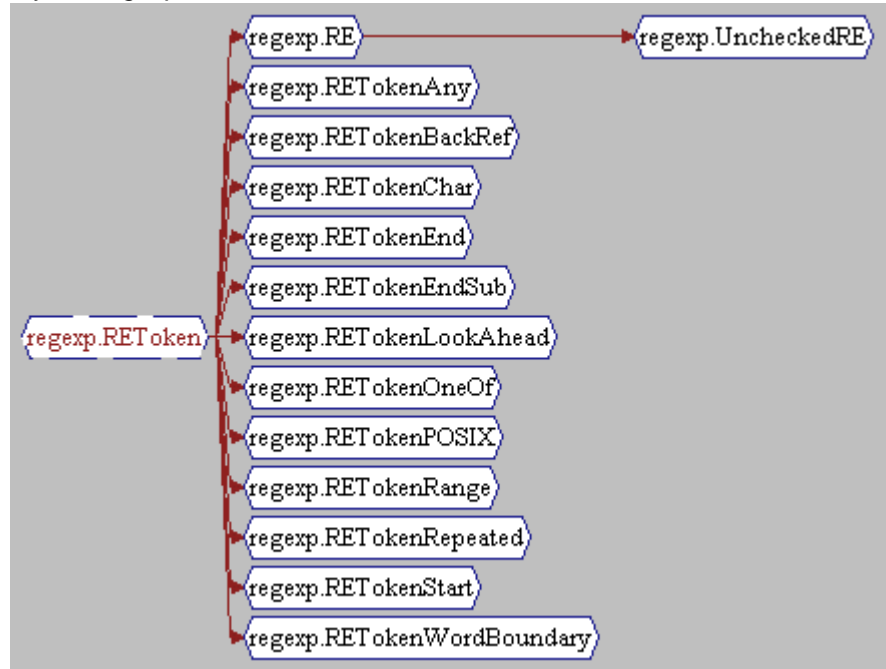 regexp.RE
regexp.UncheckedRE
regexp.RETokenAny
regexp.RETokenBackRef
regexp.RETokenChar
regexp.RETokenEnd
regexp.RETokenEndSub
regexp.REToken
regexp.RETokenLookAhead
regexp.RETokenOneOf
regexp.RETokenPOSIX
regexp.RETokenRange
regexp.RETokenRepeated
regexp.RETokenStart
regexp.RETokenWordBoundary